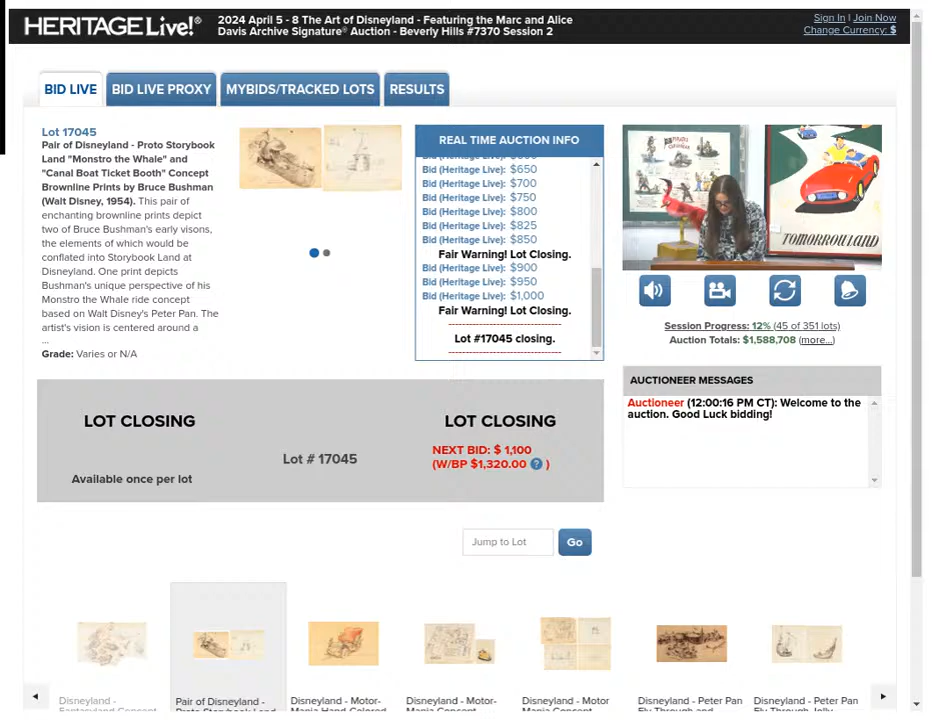 HERITAGE Live!®
2024 April 5 - 8 The Art of Disneyland - Featuring the Marc and Alice
Davis Archive Signature® Auction - Beverly Hills #7370 Session 2
Sign In | Join Now
Change Currency: $
BID LIVE
BID LIVE PROXY
MYBIDS/TRACKED LOTS
RESULTS
Lot 17045
Pair of Disneyland - Proto Storybook
Land "Monstro the Whale" and
"Canal Boat Ticket Booth" Concept
Brownline Prints by Bruce Bushman
(Walt Disney, 1954). This pair of
enchanting brownline prints depict
two of Bruce Bushman's early visons,
the elements of which would be
conflated into Storybook Land at
Disneyland. One print depicts
Bushman's unique perspective of his
Monstro the Whale ride concept
based on Walt Disney's Peter Pan. The
artist's vision is centered around a
...
Grade: Varies or N/A
REAL TIME AUCTION INFO
Bid (Heritage Live): $650
Bid (Heritage Live): $700
Bid (Heritage Live): $750
Bid (Heritage Live): $800
Bid (Heritage Live): $825
Bid (Heritage Live): $850
Fair Warning! Lot Closing.
Bid (Heritage Live): $900
Bid (Heritage Live): $950
Bid (Heritage Live): $1,000
Fair Warning! Lot Closing.
Lot #17045 closing.
TOMORROWLAND
Session Progress: 12% (45 of 351 lots)
Auction Totals: $1,588,708 (more...)
AUCTIONEER MESSAGES
Auctioneer (12:00:16 PM CT): Welcome to the
auction. Good Luck bidding!
LOT CLOSING
Available once per lot
Lot # 17045
LOT CLOSING
NEXT BID: $ 1,100
(W/BP $1,320.00 ? )
Jump to Lot
Go
Disneyland -
Fantasyland Concept
Pair of Disneyland -
Proto Storybook Land
Disneyland - Motor-
Mania Hand-Colored
Disneyland - Motor-
Mania Concept
Disneyland - Motor
Mania Concept
Disneyland - Peter Pan
Fly Through and
Disneyland - Peter Pan
Fly Through Jolly